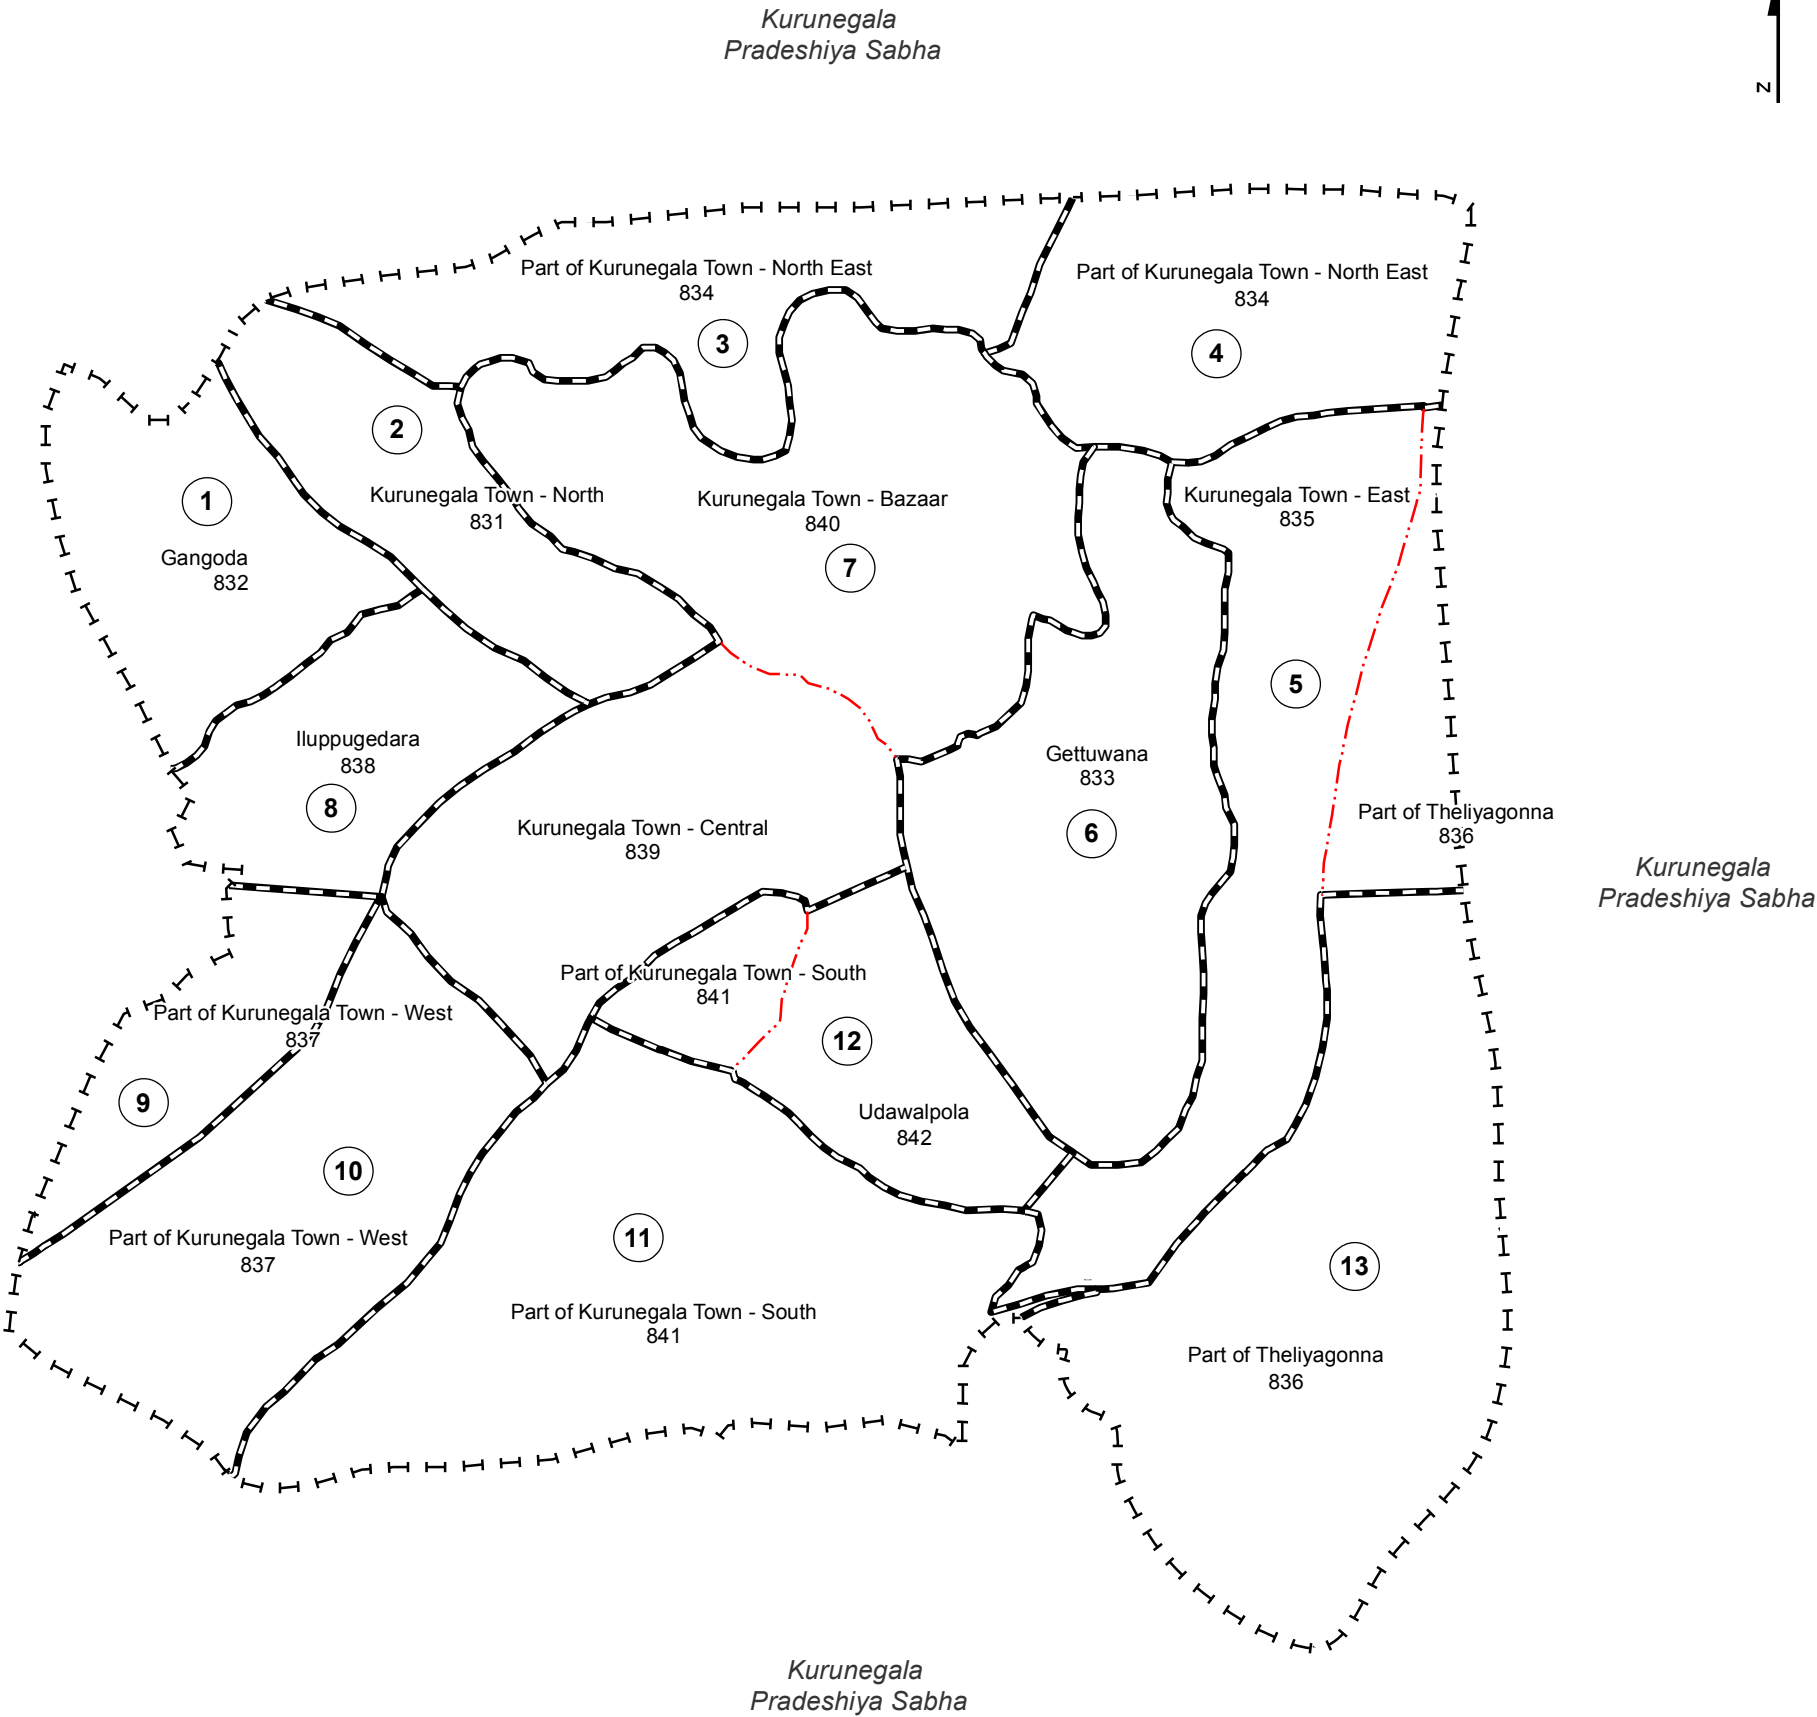 Kurunegala
Pradeshiya Sabha
N
Part of Kurunegala Town - North East
834
Part of Kurunegala Town - North East
834
3
4
2
Kurunegala Town - North
831
Kurunegala Town - Bazaar
840
Kurunegala Town - East
835
1
Gangoda
832
7
5
Iluppugedara
838
8
Gettuwana
833
6
Kurunegala Town - Central
839
Part of Theliyagonna
836
Kurunegala
Pradeshiya Sabha
Part of Kurunegala Town - South
841
Part of Kurunegala Town - West
837
12
9
Udawalpola
842
10
Part of Kurunegala Town - West
837
11
Part of Kurunegala Town - South
841
13
Part of Theliyagonna
836
Kurunegala
Pradeshiya Sabha